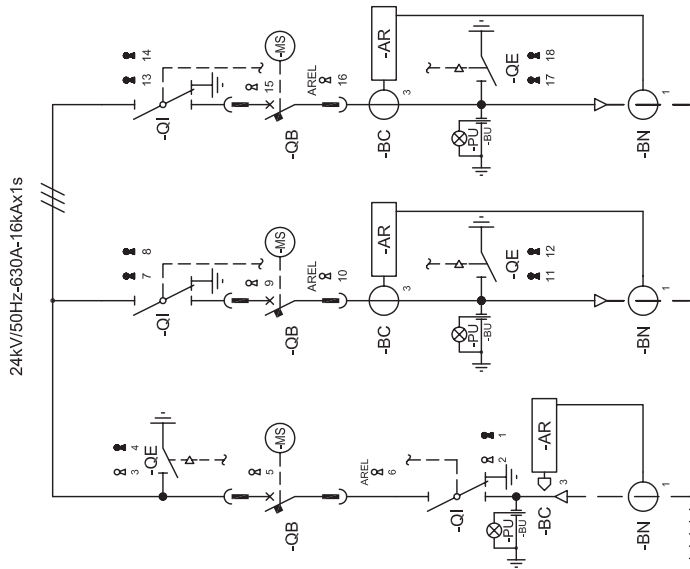 24kV/50Hz-630A-16kAx1s
13
14
-QI
15
-MS
-QB
AREL
16
-AR
-BC
3
-QE
17
18
-PU
-BU
-BN
1
7
8
-QI
9
-MS
-QB
AREL
10
-AR
-BC
3
-QE
11
12
-PU
-BU
-BN
1
3
4
-QE
5
-MS
-QB
AREL
6
-QI
2
1
-PU
-BU
-BC
3
-AR
-BN
1